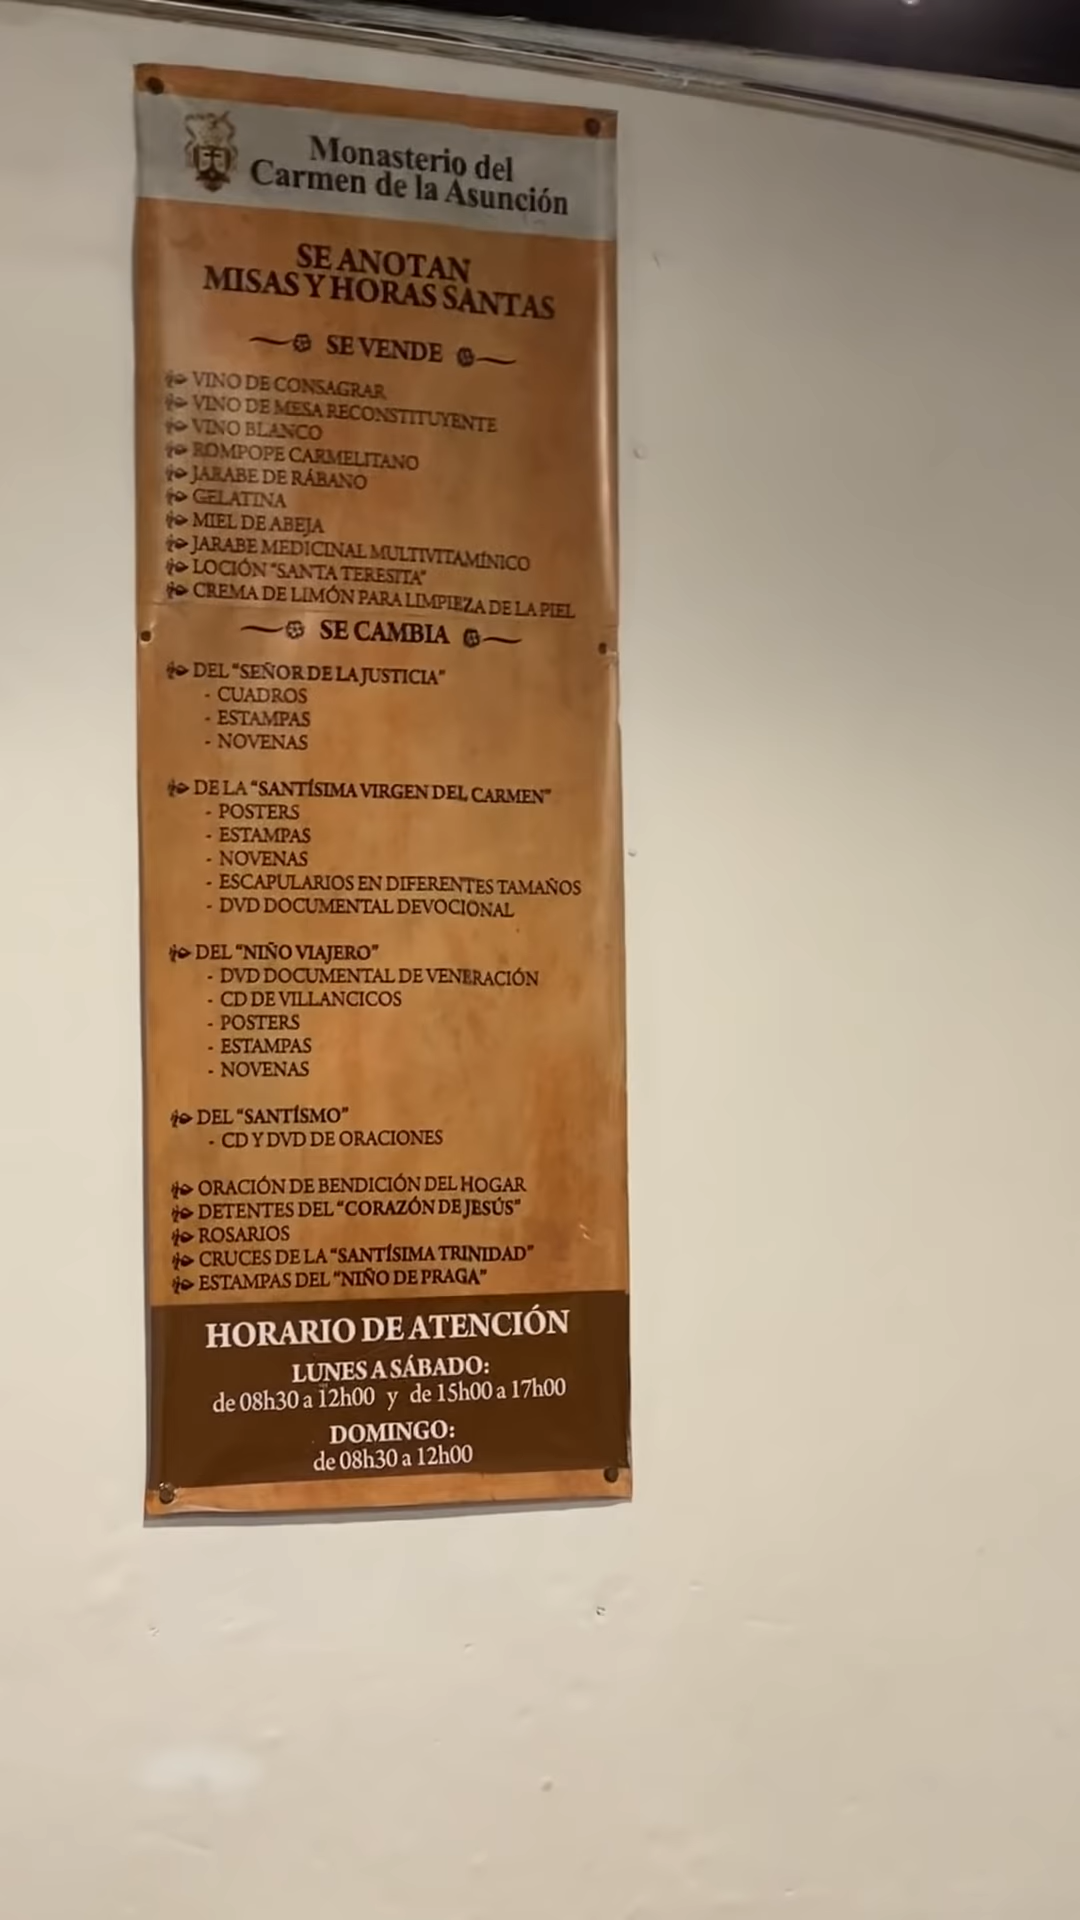 Monasterio del
Carmen de la Asunción
SE ANOTAN
MISAS Y HORAS SANTAS
SE VENDE
VINO DE CONSAGRAR
VINO DE MESA RECONSTITUYENTE
VINO BLANCO
ROMPOPE CARMELITANO
JARABE DE RÁBANO
GELATINA
MIEL DE ABEJA
JARABE MEDICINAL MULTIVITAMÍNICO
LOCIÓN "SANTA TERESITA"
CREMA DE LIMÓN PARA LIMPIEZA DE LA PIEL
SE CAMBIA
DEL "SEÑOR DE LA JUSTICIA"
- CUADROS
- ESTAMPAS
- NOVENAS
DE LA "SANTÍSIMA VIRGEN DEL CARMEN"
- POSTERS
- ESTAMPAS
- NOVENAS
- ESCAPULARIOS EN DIFERENTES TAMAÑOS
- DVD DOCUMENTAL DEVOCIONAL
DEL "NIÑO VIAJERO"
- DVD DOCUMENTAL DE VENERACIÓN
- CD DE VILLANCICOS
- POSTERS
- ESTAMPAS
- NOVENAS
DEL "SANTÍSMO"
- CD Y DVD DE ORACIONES
ORACIÓN DE BENDICIÓN DEL HOGAR
DETENTES DEL "CORAZÓN DE JESÚS"
ROSARIOS
CRUCES DE LA "SANTÍSIMA TRINIDAD"
ESTAMPAS DEL "NIÑO DE PRAGA"
HORARIO DE ATENCIÓN
LUNES A SÁBADO:
de 08h30 a 12h00 y de 15h00 a 17h00
DOMINGO:
de 08h30 a 12h00